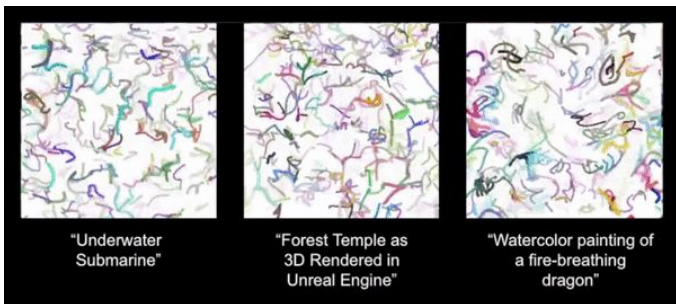 “Underwater
Submarine”
“Forest Temple as
3D Rendered in
Unreal Engine”
“Watercolor painting of
a fire-breathing
dragon”